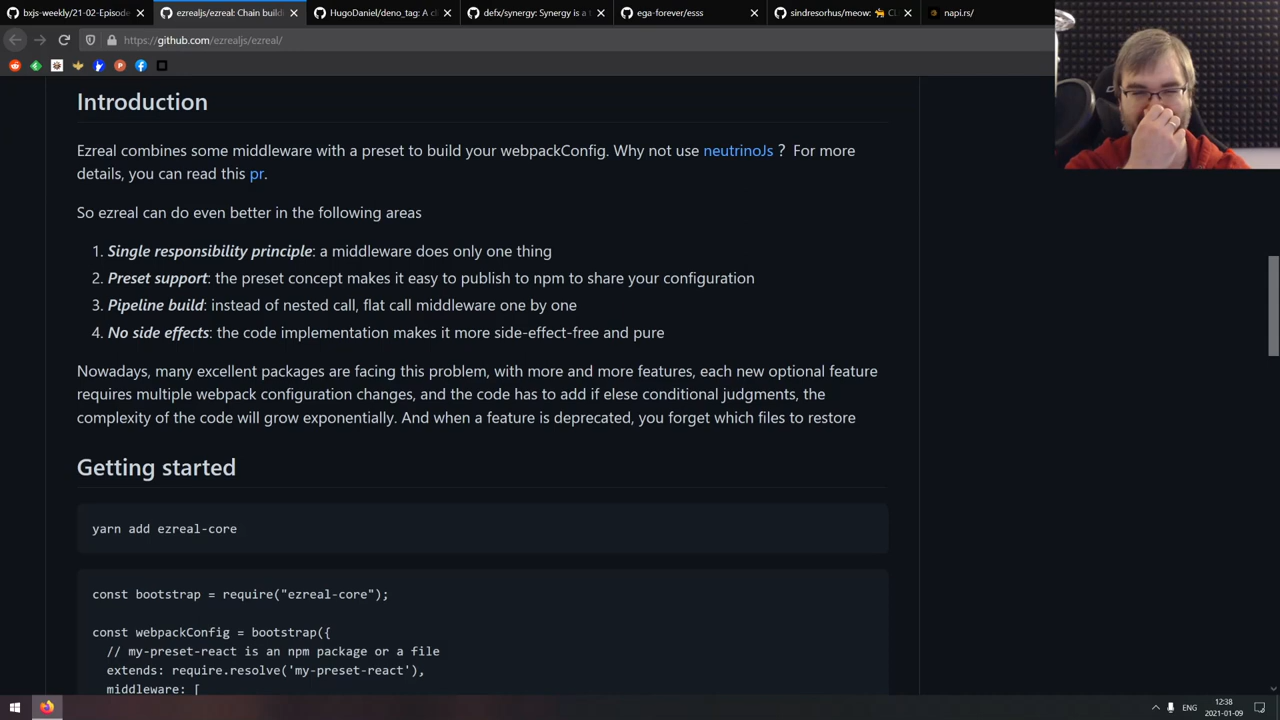 bxjs-weekly/21-02-Episode
ezrealjs/ezreal: Chain buildi
HugoDaniel/deno_tag: A cl
defx/synergy: Synergy is a t
ega-forever/esss
sindresorhus/meow: 🐈 CL
napi.rs/
https://github.com/ezrealjs/ezreal/
Introduction
Ezreal combines some middleware with a preset to build your webpackConfig. Why not use neutrinoJs ? For more
details, you can read this pr.
So ezreal can do even better in the following areas
1. Single responsibility principle: a middleware does only one thing
2. Preset support: the preset concept makes it easy to publish to npm to share your configuration
3. Pipeline build: instead of nested call, flat call middleware one by one
4. No side effects: the code implementation makes it more side-effect-free and pure
Nowadays, many excellent packages are facing this problem, with more and more features, each new optional feature
requires multiple webpack configuration changes, and the code has to add if elese conditional judgments, the
complexity of the code will grow exponentially. And when a feature is deprecated, you forget which files to restore
Getting started
yarn add ezreal-core
const bootstrap = require("ezreal-core");
const webpackConfig = bootstrap({
// my-preset-react is an npm package or a file
extends: require.resolve('my-preset-react'),
middleware: [
ENG
12:38
2021-01-09